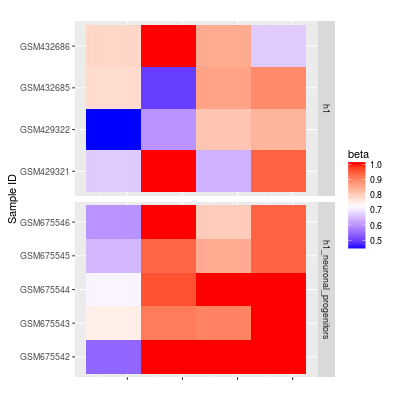 Sample ID
GSM432686
GSM432685
GSM429322
GSM429321
h1
GSM675546
GSM675545
GSM675544
GSM675543
GSM675542
h1_neuronal_progenitors
beta
1.0
0.9
0.8
0.7
0.6
0.5